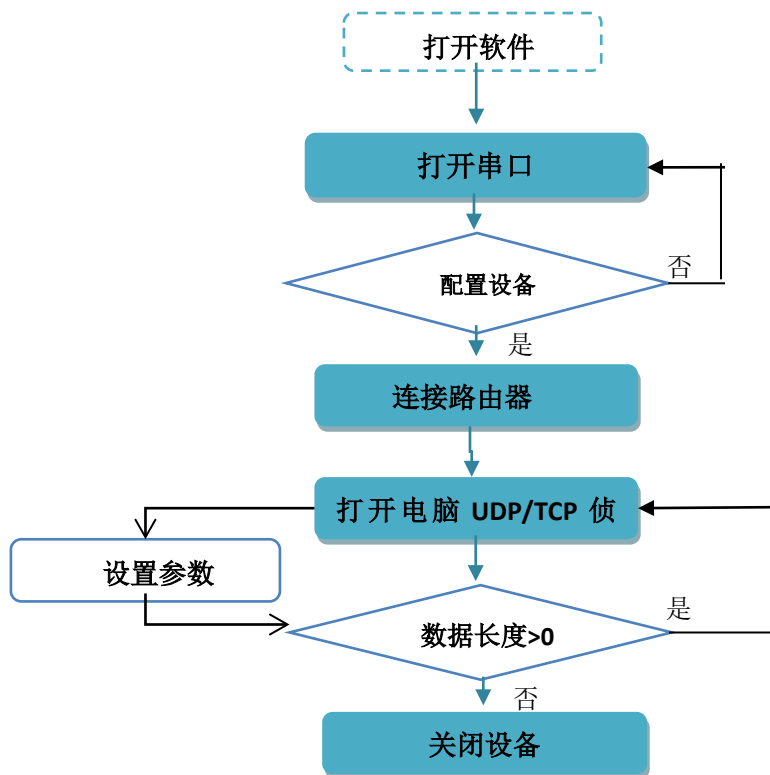 打开软件
打开串口
否
配置设备
是
连接路由器
打开电脑 UDP/TCP 侦
设置参数
是
数据长度>0
否
关闭设备